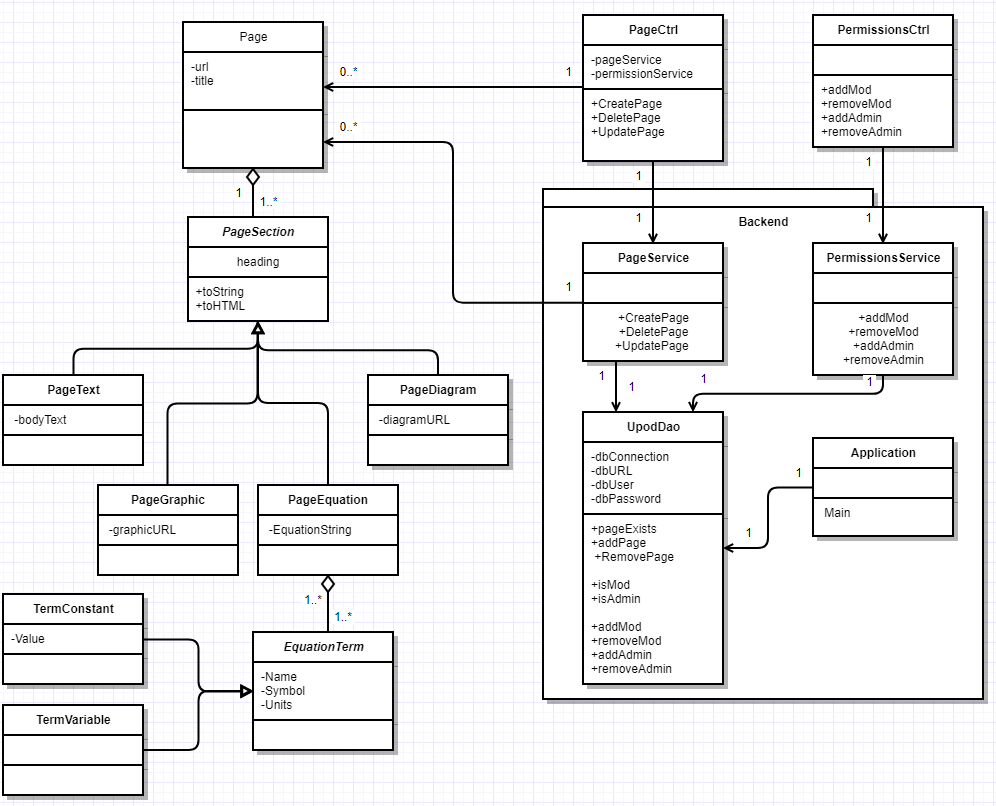 Page
-url
-title
0..*
1
0..*
PageCtrl
-pageService
-permissionService
+CreatePage
+DeletePage
+UpdatePage
PermissionsCtrl
+addMod
+removeMod
+addAdmin
+removeAdmin
1
1
1
1..*
PageSection
heading
+toString
+toHTML
Backend
1
1
1
PageService
+CreatePage
+DeletePage
+UpdatePage
PermissionsService
+addMod
+removeMod
+addAdmin
+removeAdmin
1
1
1
1
PageText
-bodyText
PageDiagram
-diagramURL
PageGraphic
-graphicURL
PageEquation
-EquationString
UpodDao
-dbConnection
-dbURL
-dbUser
-dbPassword
+pageExists
+addPage
+RemovePage
+isMod
+isAdmin
+addMod
+removeMod
+addAdmin
+removeAdmin
Application
Main
1
1
1..*
1..*
TermConstant
-Value
EquationTerm
-Name
-Symbol
-Units
TermVariable